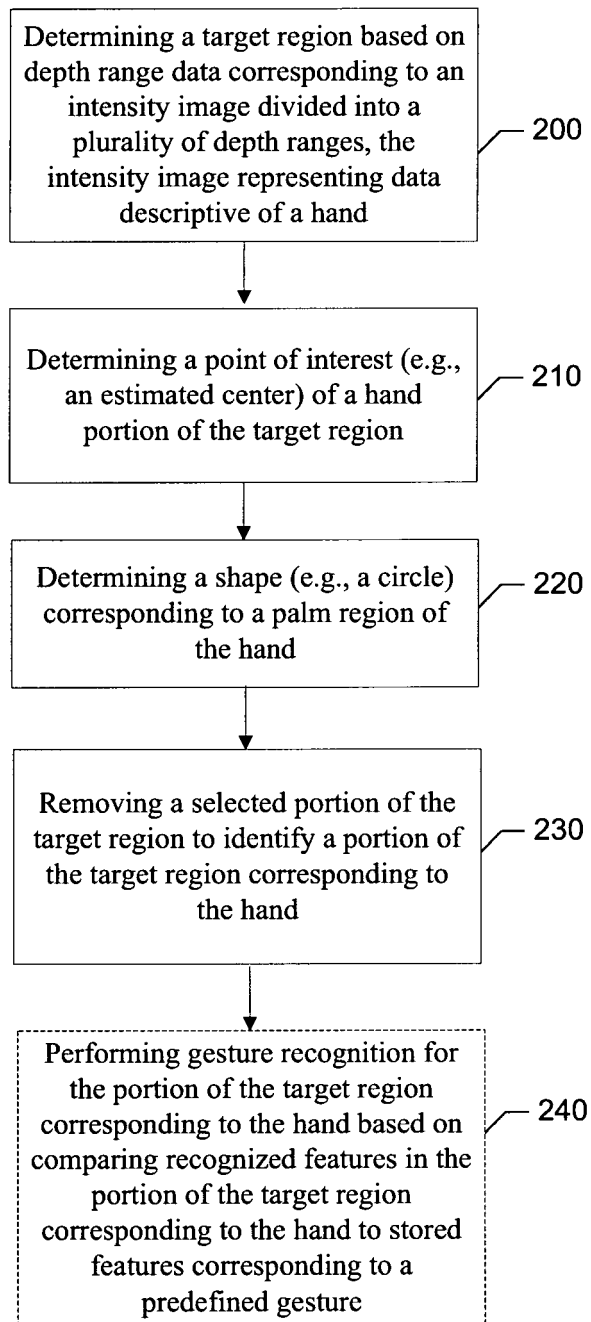 Determining a target region based on
depth range data corresponding to an
intensity image divided into a
plurality of depth ranges, the
intensity image representing data
descriptive of a hand
200
Determining a point of interest (e.g.,
an estimated center) of a hand
portion of the target region
210
Determining a shape (e.g., a circle)
corresponding to a palm region of
the hand
220
Removing a selected portion of the
target region to identify a portion of
the target region corresponding to
the hand
230
Performing gesture recognition for
the portion of the target region
corresponding to the hand based on
comparing recognized features in the
portion of the target region
corresponding to the hand to stored
features corresponding to a
predefined gesture
240